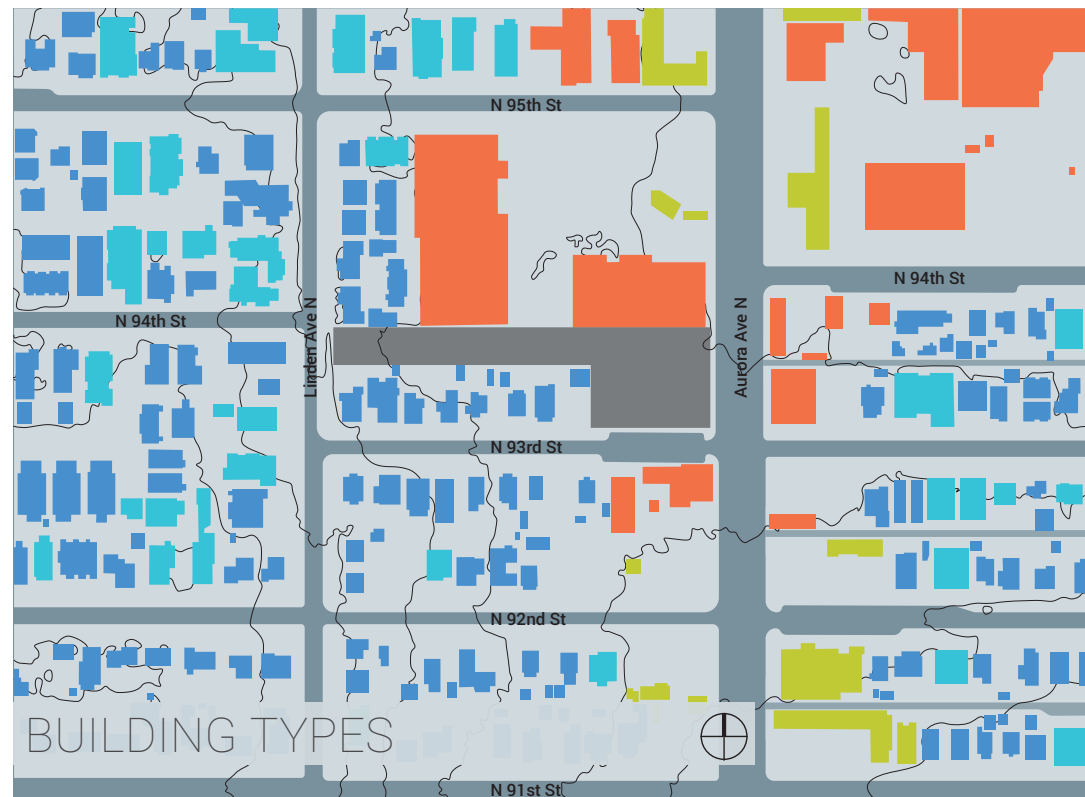 N 95th St
N 94th St
N 94th St
Linden Ave N
Aurora Ave N
N 93rd St
N 92nd St
BUILDING TYPES
N 91st St